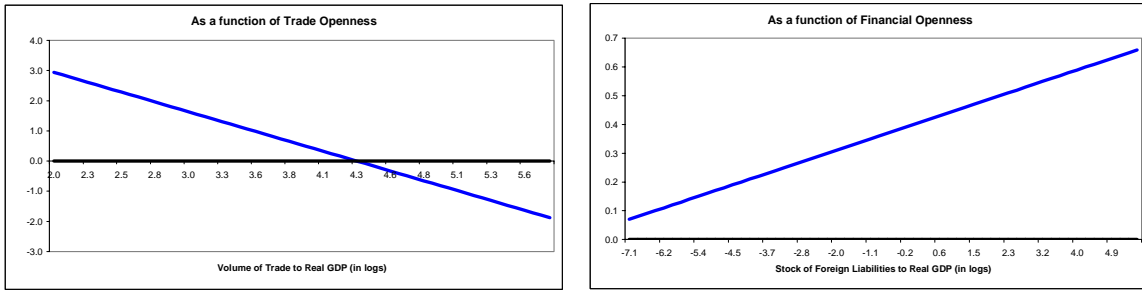 As a function of Trade Openness
4.0
3.0
2.0
1.0
0.0
-1.0
-2.0
-3.0
2.0 2.3 2.5 2.8 3.0 3.3 3.6 3.8 4.1 4.3 4.6 4.8 5.1 5.3 5.6
Volume of Trade to Real GDP (in logs)
As a function of Financial Openness
0.7
0.6
0.5
0.4
0.3
0.2
0.1
0.0
-7.1 -6.2 -5.4 -4.5 -3.7 -2.8 -2.0 -1.1 -0.2 0.6 1.5 2.3 3.2 4.0 4.9
Stock of Foreign Liabilities to Real GDP (in logs)